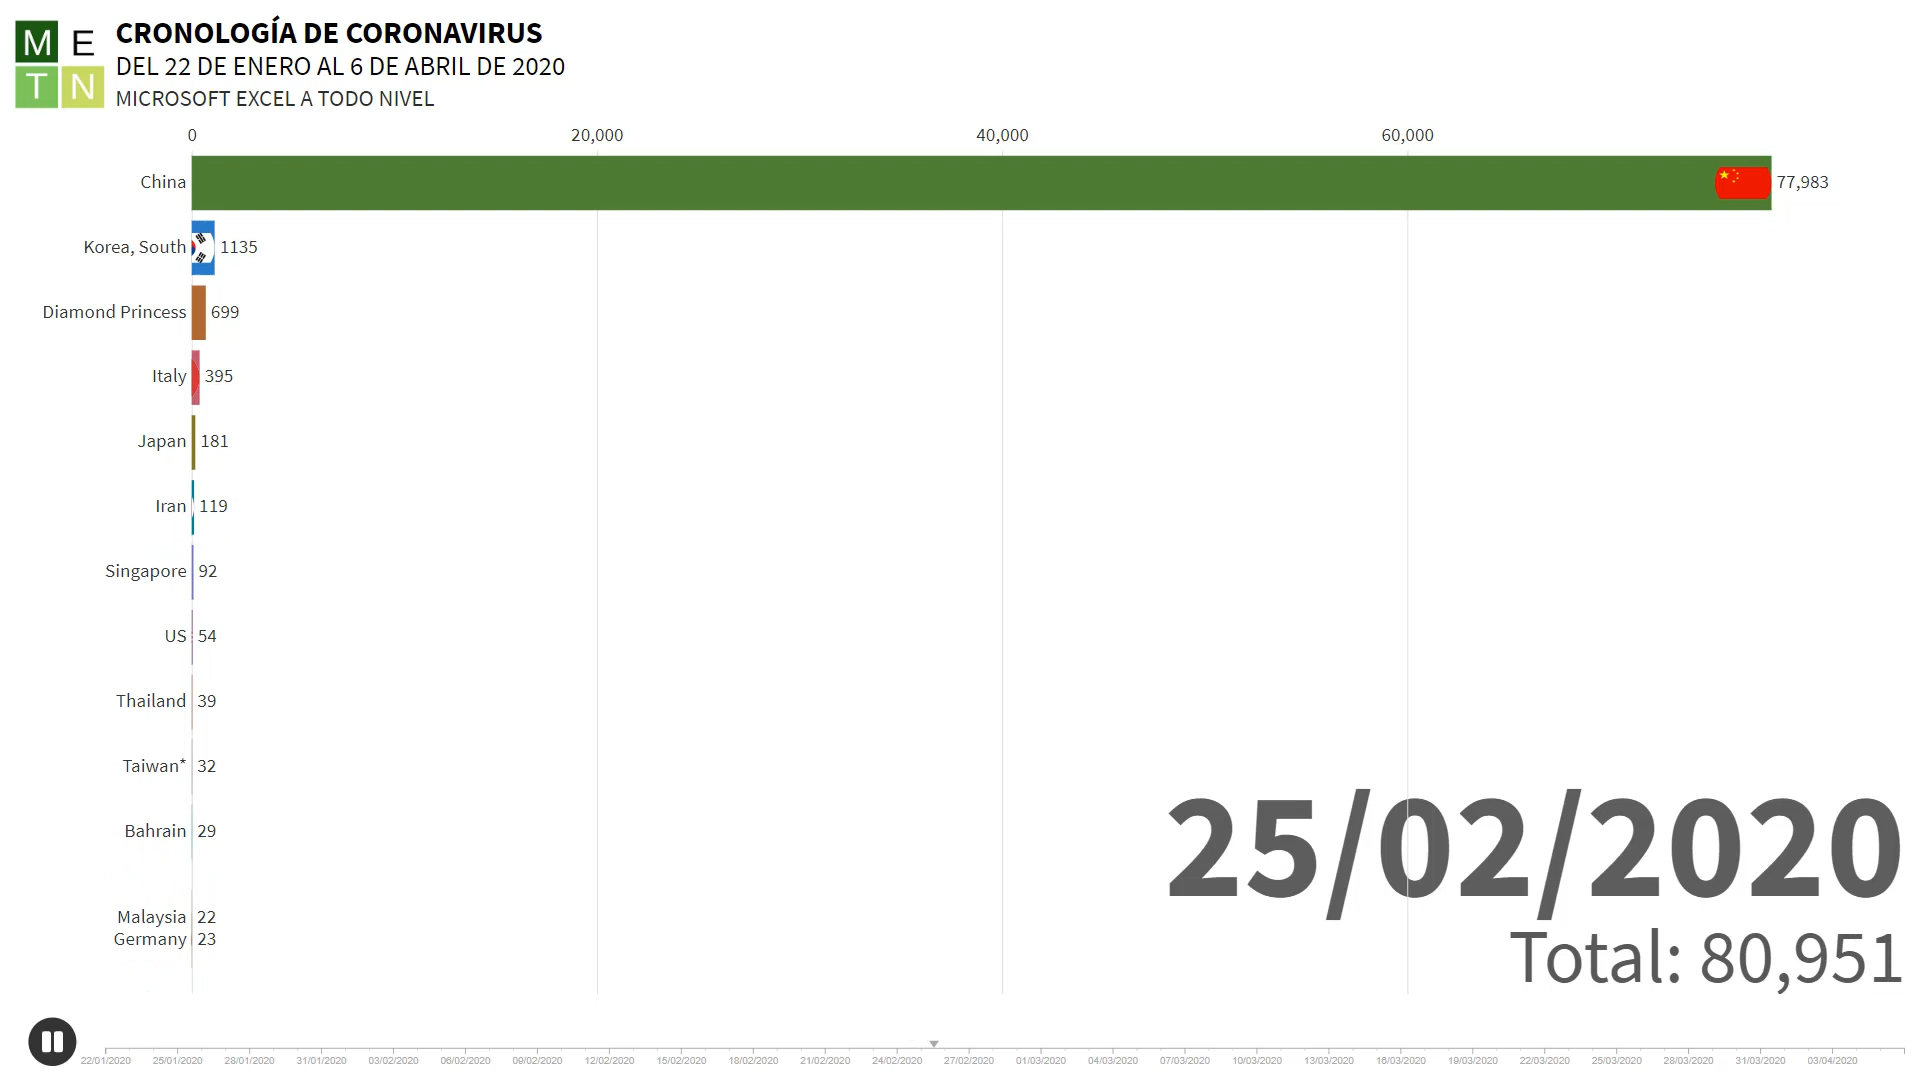 M E
T N
CRONOLOGÍA DE CORONAVIRUS
DEL 22 DE ENERO AL 6 DE ABRIL DE 2020
MICROSOFT EXCEL A TODO NIVEL
0 20,000 40,000 60,000
China 77,983
Korea, South 1135
Diamond Princess 699
Italy 395
Japan 181
Iran 119
Singapore 92
US 54
Thailand 39
Taiwan* 32
Bahrain 29
Malaysia 22
Germany 23
25/02/2020
Total: 80,951
22/01/2020 25/01/2020 28/01/2020 31/01/2020 03/02/2020 06/02/2020 09/02/2020 12/02/2020 15/02/2020 18/02/2020 21/02/2020 24/02/2020 27/02/2020 01/03/2020 04/03/2020 07/03/2020 10/03/2020 13/03/2020 16/03/2020 19/03/2020 22/03/2020 25/03/2020 28/03/2020 31/03/2020 03/04/2020